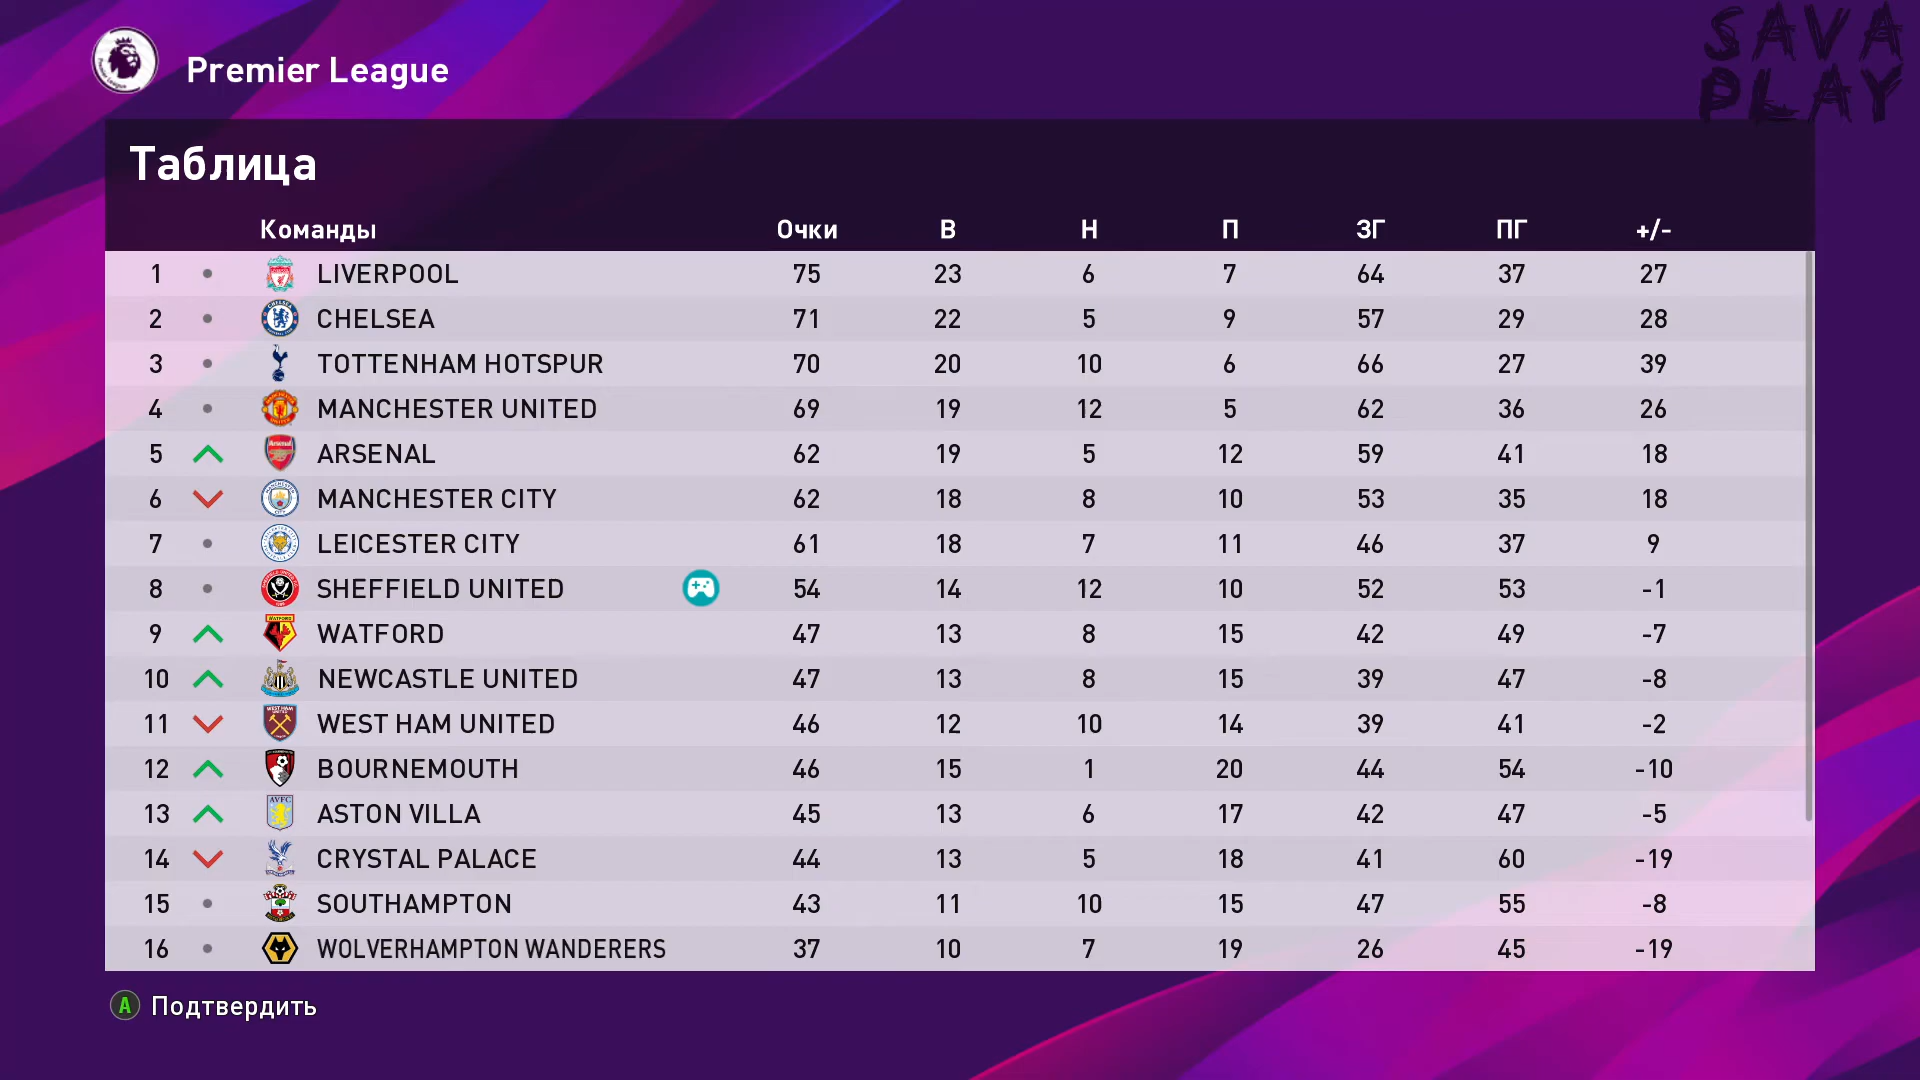 SAVA
PLAY
Premier League
Таблица
Команды Очки В Н П ЗГ ПГ +/-
1 LIVERPOOL 75 23 6 7 64 37 27
2 CHELSEA 71 22 5 9 57 29 28
3 TOTTENHAM HOTSPUR 70 20 10 6 66 27 39
4 MANCHESTER UNITED 69 19 12 5 62 36 26
5 ARSENAL 62 19 5 12 59 41 18
6 MANCHESTER CITY 62 18 8 10 53 35 18
7 LEICESTER CITY 61 18 7 11 46 37 9
8 SHEFFIELD UNITED 54 14 12 10 52 53 -1
9 WATFORD 47 13 8 15 42 49 -7
10 NEWCASTLE UNITED 47 13 8 15 39 47 -8
11 WEST HAM UNITED 46 12 10 14 39 41 -2
12 BOURNEMOUTH 46 15 1 20 44 54 -10
13 ASTON VILLA 45 13 6 17 42 47 -5
14 CRYSTAL PALACE 44 13 5 18 41 60 -19
15 SOUTHAMPTON 43 11 10 15 47 55 -8
16 WOLVERHAMPTON WANDERERS 37 10 7 19 26 45 -19
A Подтвердить